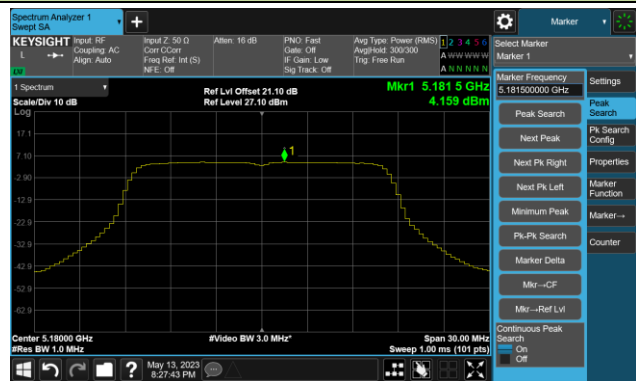 Spectrum Analyzer 1
Swept SA
Marker
KEYSIGHT
L
LV
Input: RF
Coupling: AC
Align: Auto
Input Z: 50 Ω
Corr CCorr
Freq Ref: Int (S)
NFE: Off
Atten: 16 dB
PNO: Fast
Gate: Off
IF Gain: Low
Sig Track: Off
Avg Type: Power (RMS)
Avg|Hold: 300/300
Trig: Free Run
1 2 3 4 5 6
A W W W W W
A N N N N N
Select Marker
Marker 1
1 Spectrum
Scale/Div 10 dB
Log
Ref Lvl Offset 21.10 dB
Ref Level 27.10 dBm
Mkr1 5.181 5 GHz
4.159 dBm
17.1
7.10
-2.90
-12.9
-22.9
-32.9
-42.9
-52.9
-62.9
1
Center 5.18000 GHz
#Res BW 1.0 MHz
#Video BW 3.0 MHz*
Span 30.00 MHz
Sweep 1.00 ms (101 pts)
Marker Frequency
5.181500000 GHz
Peak Search
Next Peak
Next Pk Right
Next Pk Left
Minimum Peak
Pk-Pk Search
Marker Delta
Mkr→CF
Mkr→Ref Lvl
Continuous Peak
Search
On
Off
Settings
Peak
Search
Pk Search
Config
Properties
Marker
Function
Marker→
Counter
?
May 13, 2023
8:27:43 PM